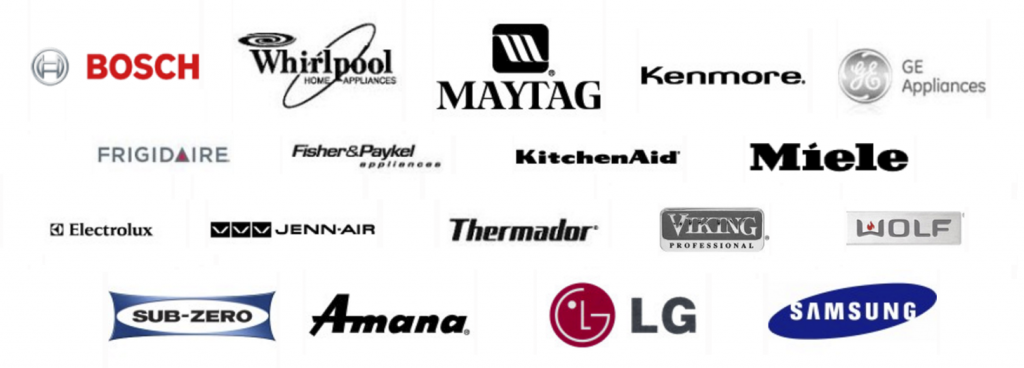 BOSCH
Whirlpool
HOME APPLIANCES
MAYTAG
Kenmore
GE
Appliances
FRIGIDAIRE
Fisher&Paykel
appliances
KitchenAid
Miele
Electrolux
JENN-AIR
Thermador
VIKING
PROFESSIONAL
WOLF
SUB-ZERO
Amana
LG
SAMSUNG